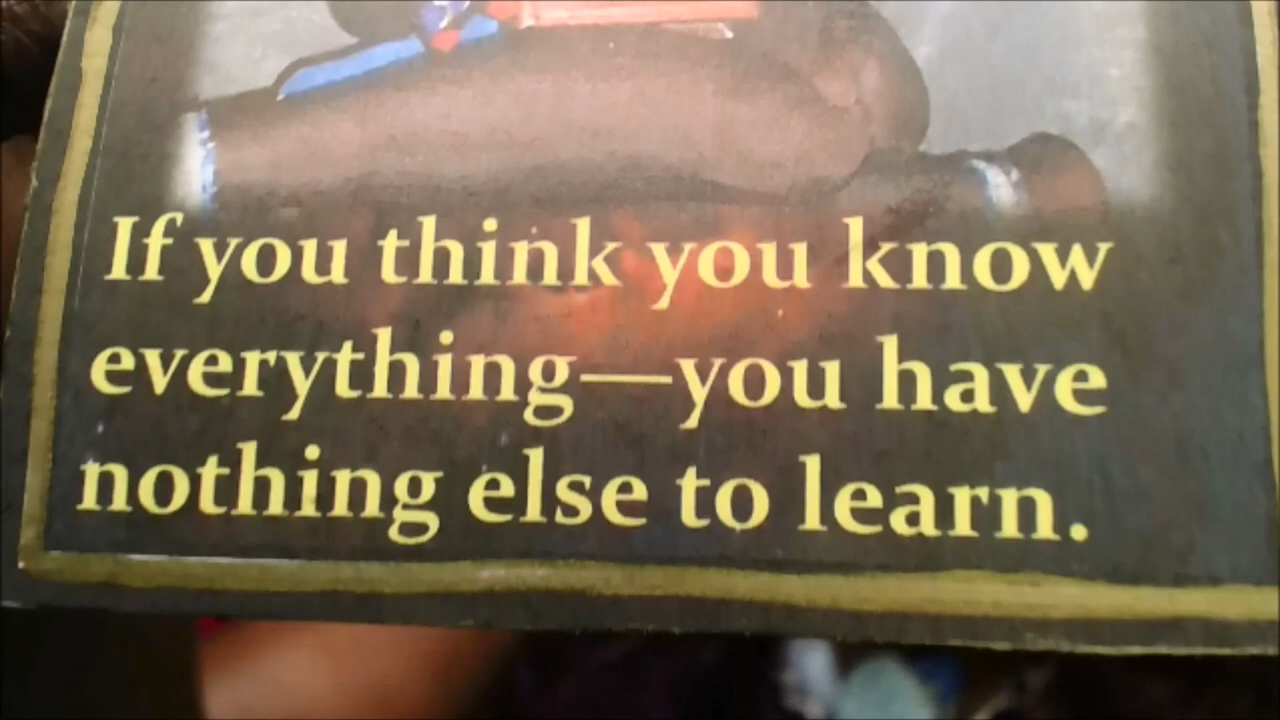 If you think you know
everything—you have
nothing else to learn.